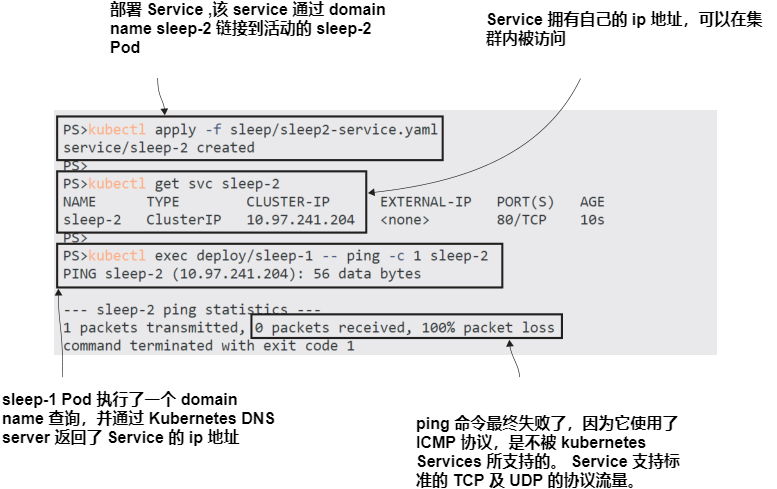 部署 Service ,该 service 通过 domain
name sleep-2 链接到活动的 sleep-2
Pod
Service 拥有自己的 ip 地址，可以在集
群内被访问
PS>kubectl apply -f sleep/sleep2-service.yaml
service/sleep-2 created
PS>
PS>kubectl get svc sleep-2
NAME TYPE CLUSTER-IP EXTERNAL-IP PORT(S) AGE
sleep-2 ClusterIP 10.97.241.204 <none> 80/TCP 10s
PS>
PS>kubectl exec deploy/sleep-1 -- ping -c 1 sleep-2
PING sleep-2 (10.97.241.204): 56 data bytes
--- sleep-2 ping statistics ---
1 packets transmitted, 0 packets received, 100% packet loss
command terminated with exit code 1
sleep-1 Pod 执行了一个 domain
name 查询，并通过 Kubernetes DNS
server 返回了 Service 的 ip 地址
ping 命令最终失败了，因为它使用了
ICMP 协议，是不被 kubernetes
Services 所支持的。 Service 支持标
准的 TCP 及 UDP 的协议流量。